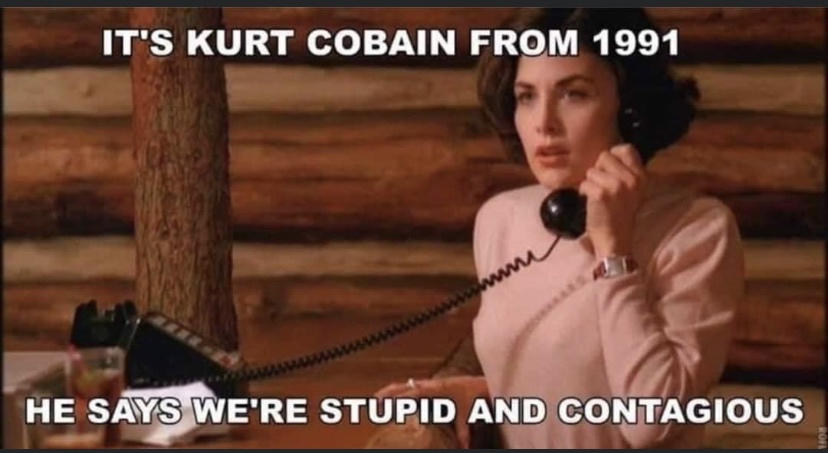 IT'S KURT COBAIN FROM 1991
HE SAYS WE'RE STUPID AND CONTAGIOUS